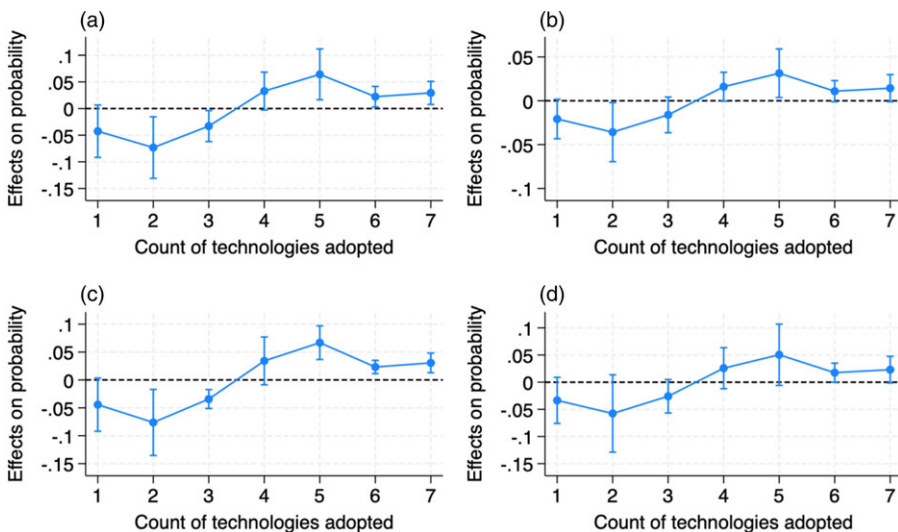 (a)
Effects on probability
.1
.05
0
-.05
-.1
-.15
1 2 3 4 5 6 7
Count of technologies adopted
(b)
Effects on probability
.05
0
-.05
-.1
1 2 3 4 5 6 7
Count of technologies adopted
(c)
Effects on probability
.1
.05
0
-.05
-.1
-.15
1 2 3 4 5 6 7
Count of technologies adopted
(d)
Effects on probability
.1
.05
0
-.05
-.1
-.15
1 2 3 4 5 6 7
Count of technologies adopted